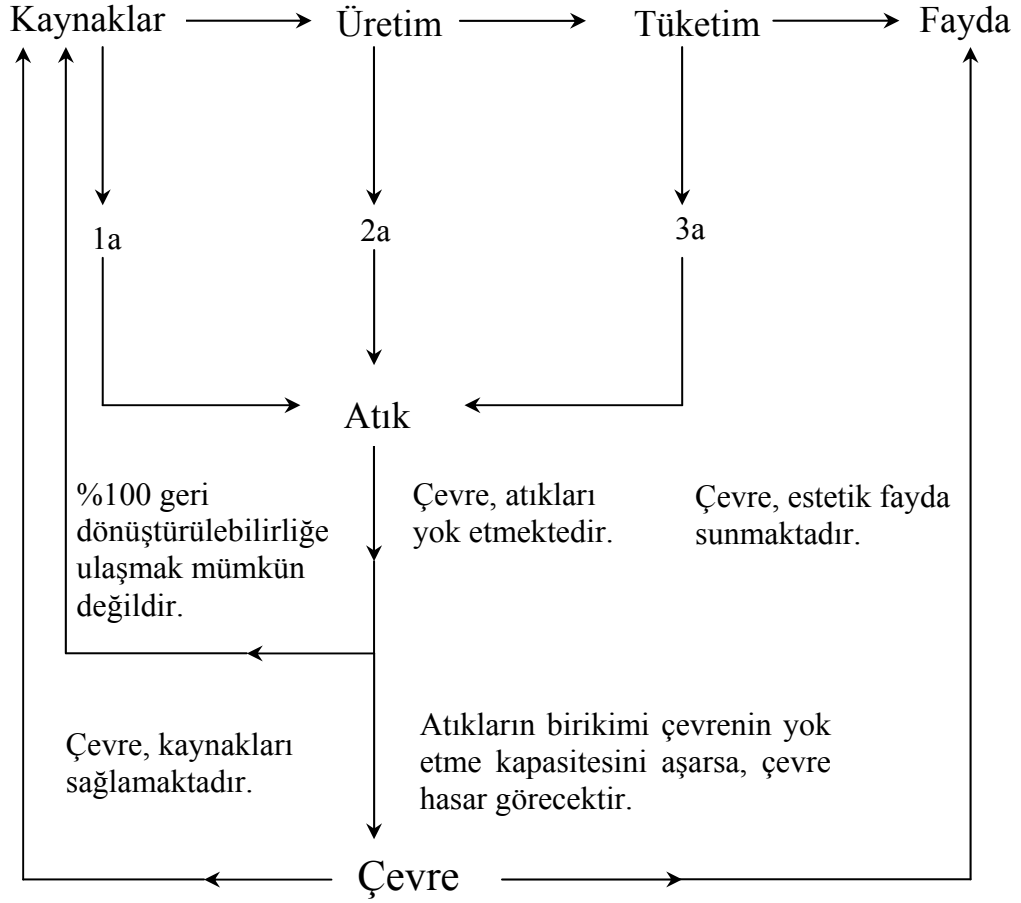 Kaynaklar
Üretim
Tüketim
Fayda
1a
2a
3a
Atık
%100 geri
dönüştürülebilirliğe
ulaşmak mümkün
değildir.
Çevre, atıkları
yok etmektedir.
Çevre, estetik fayda
sunmaktadır.
Çevre, kaynakları
sağlamaktadır.
Atıkların birikimi çevrenin yok
etme kapasitesini aşarsa, çevre
hasar görecektir.
Çevre